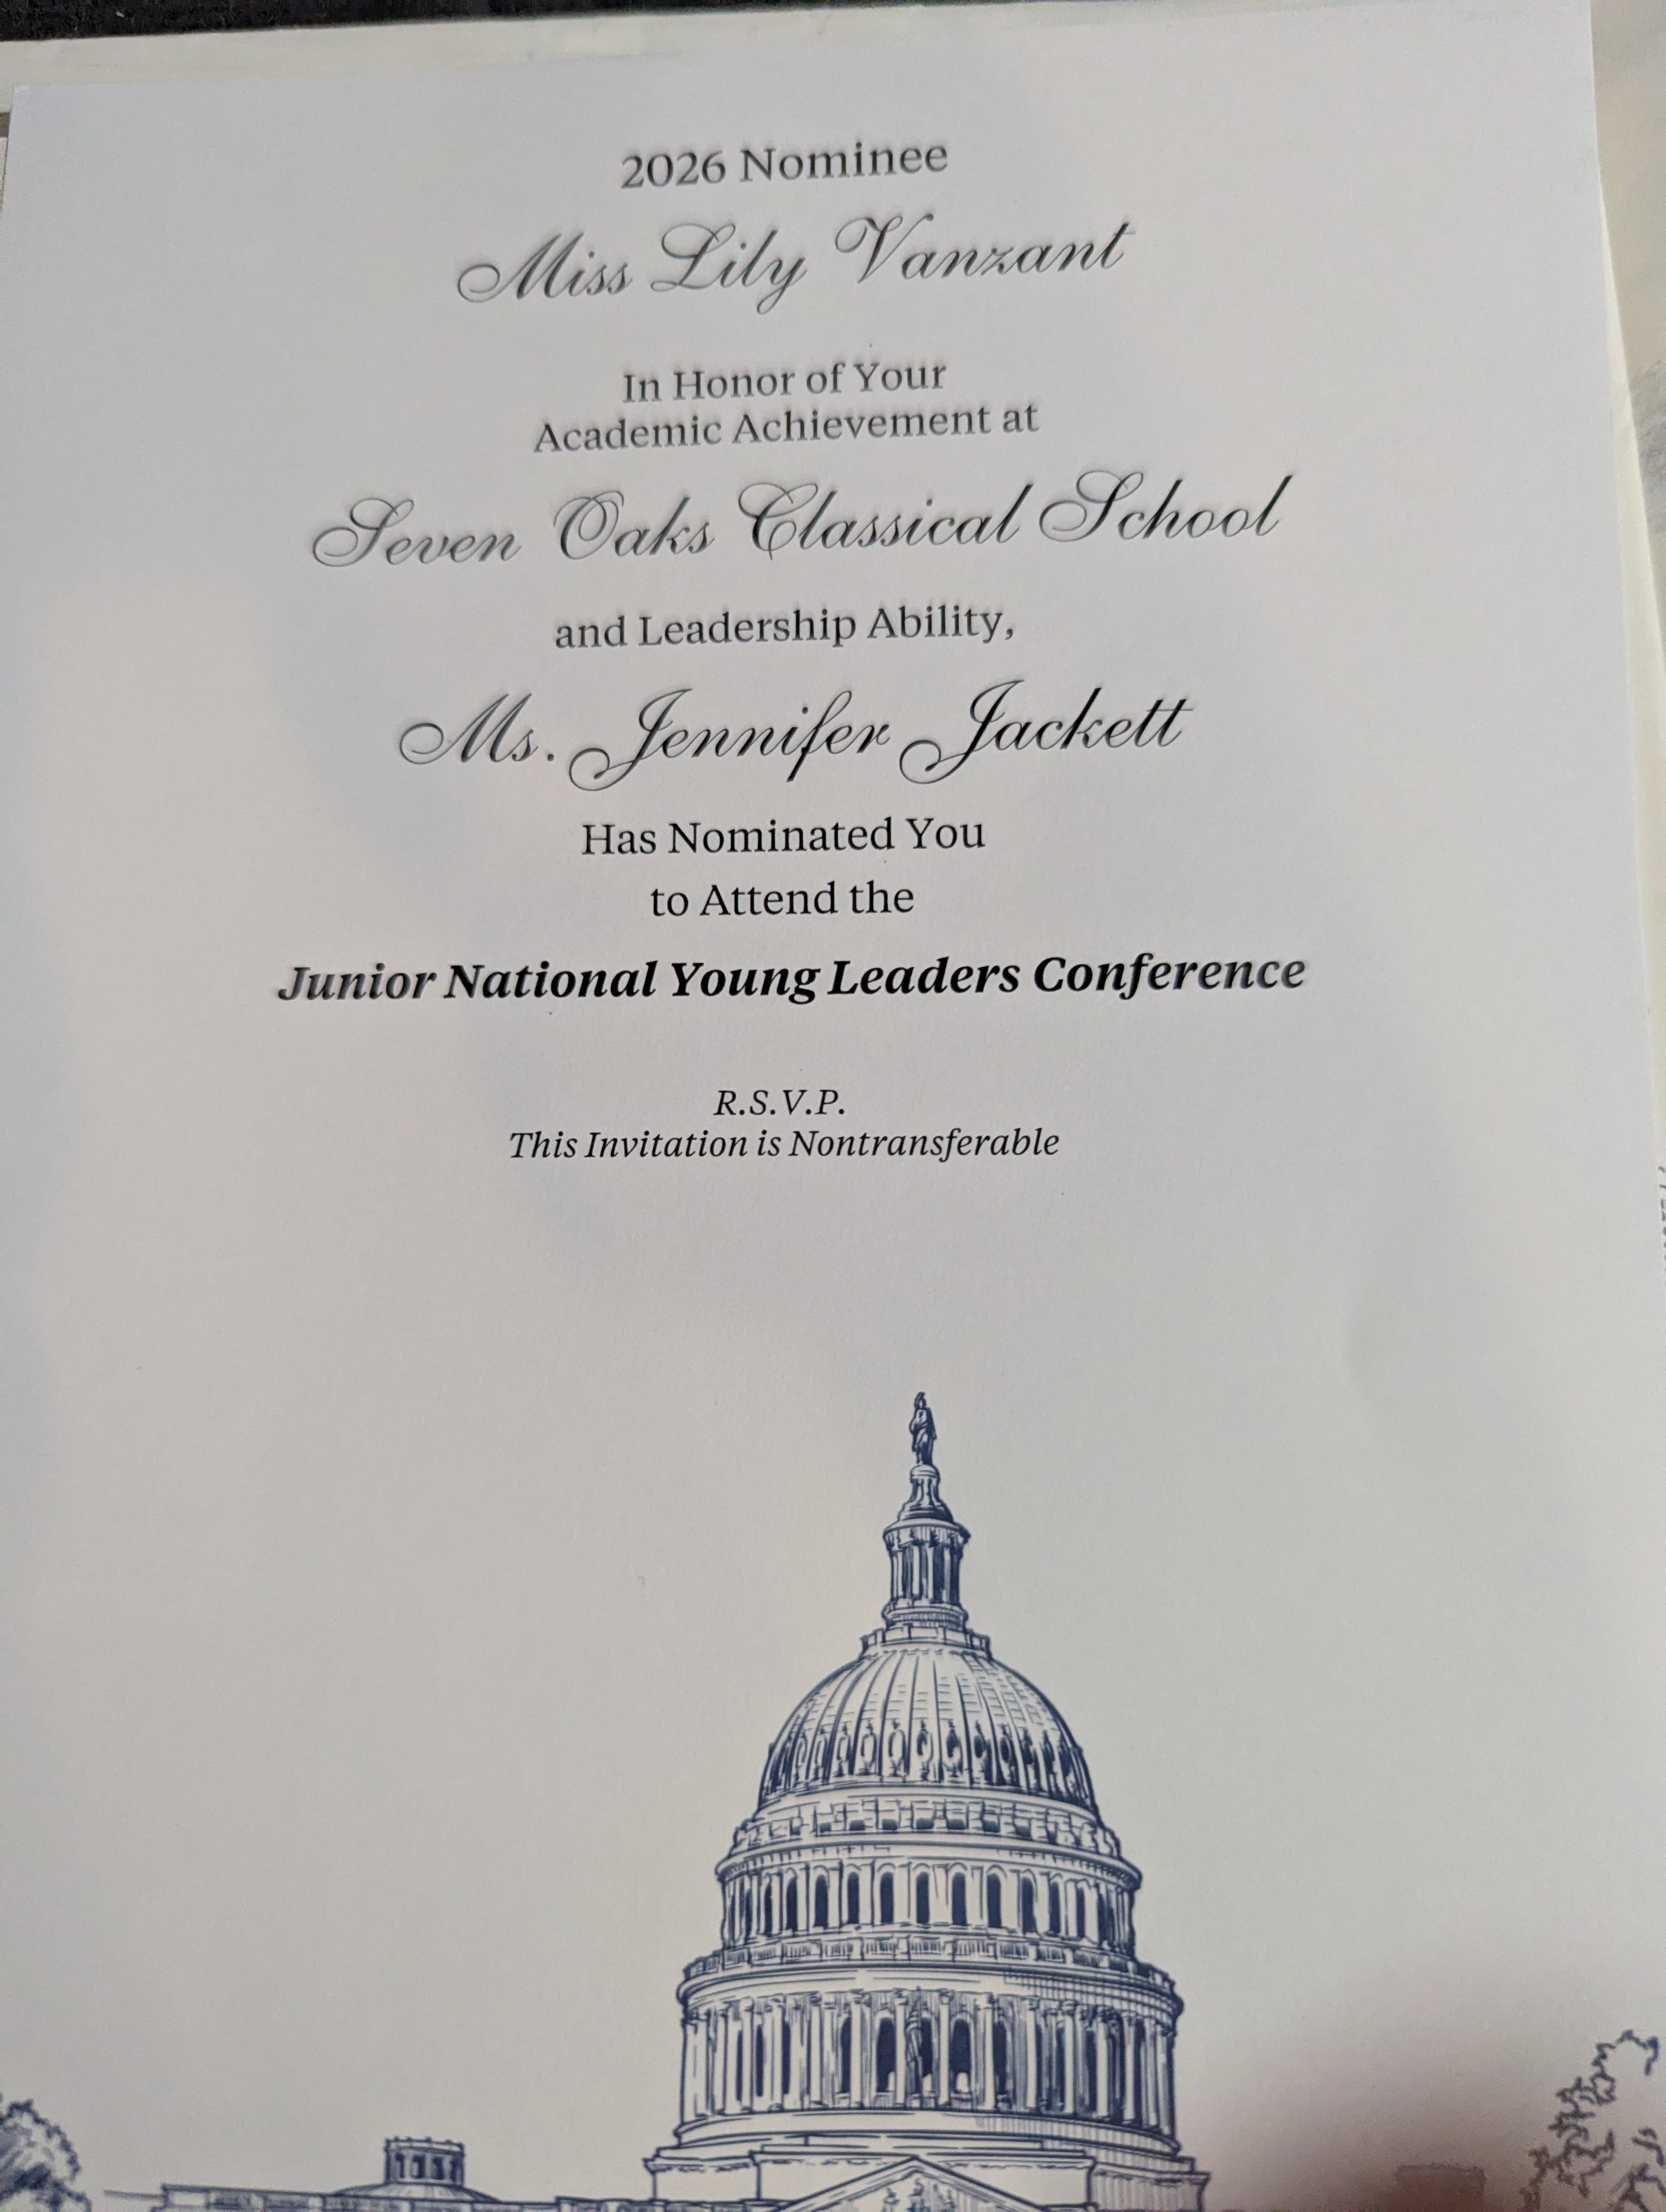 2026 Nominee
Miss Lily Vanzant
In Honor of Your
Academic Achievement at
Seven Oaks Classical School
and Leadership Ability,
Ms. Jennifer Jackett
Has Nominated You
to Attend the
Junior National Young Leaders Conference
R.S.V.P.
This Invitation is Nontransferable